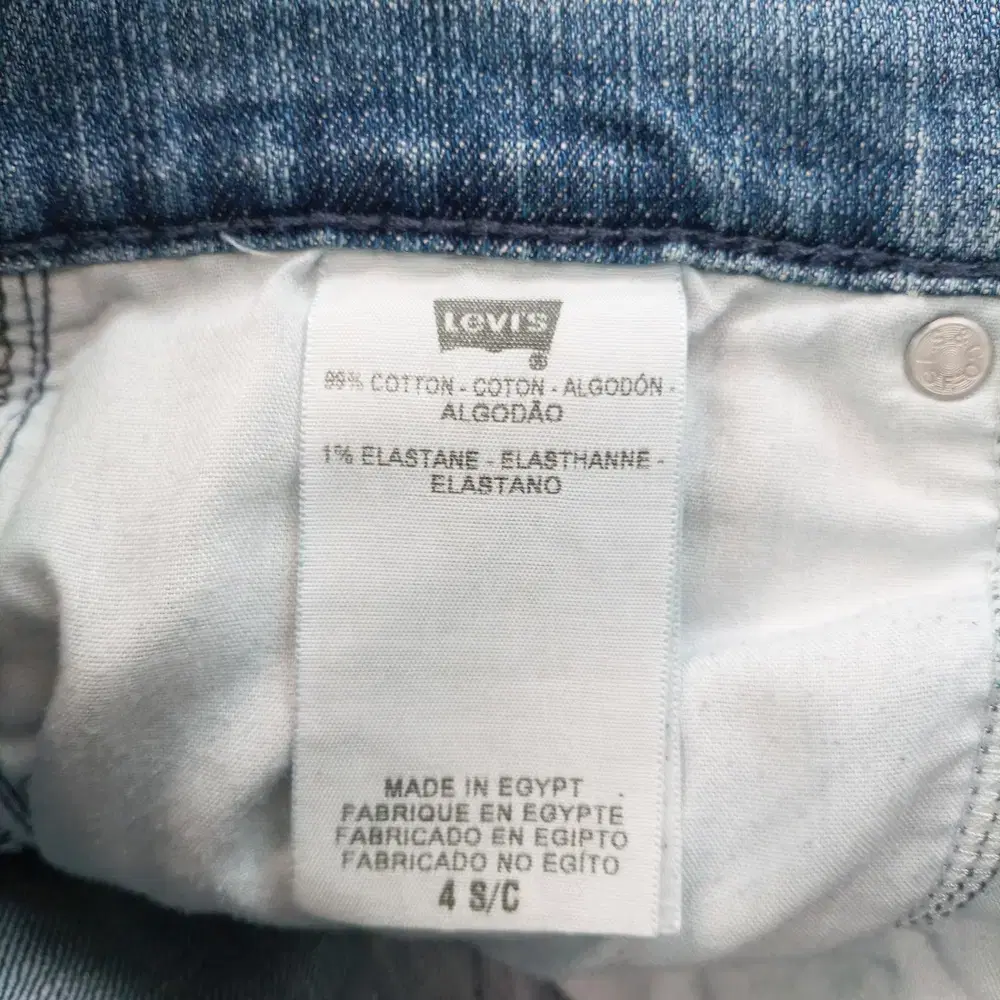 Levi's
®
99% COTTON - COTON - ALGODÓN -
ALGODÃO
1% ELASTANE - ELASTHANNE -
ELASTANO
MADE IN EGYPT
FABRIQUE EN EGYPTE
FABRICADO EN EGIPTO
FABRICADO NO EGÍTO
4 S/C